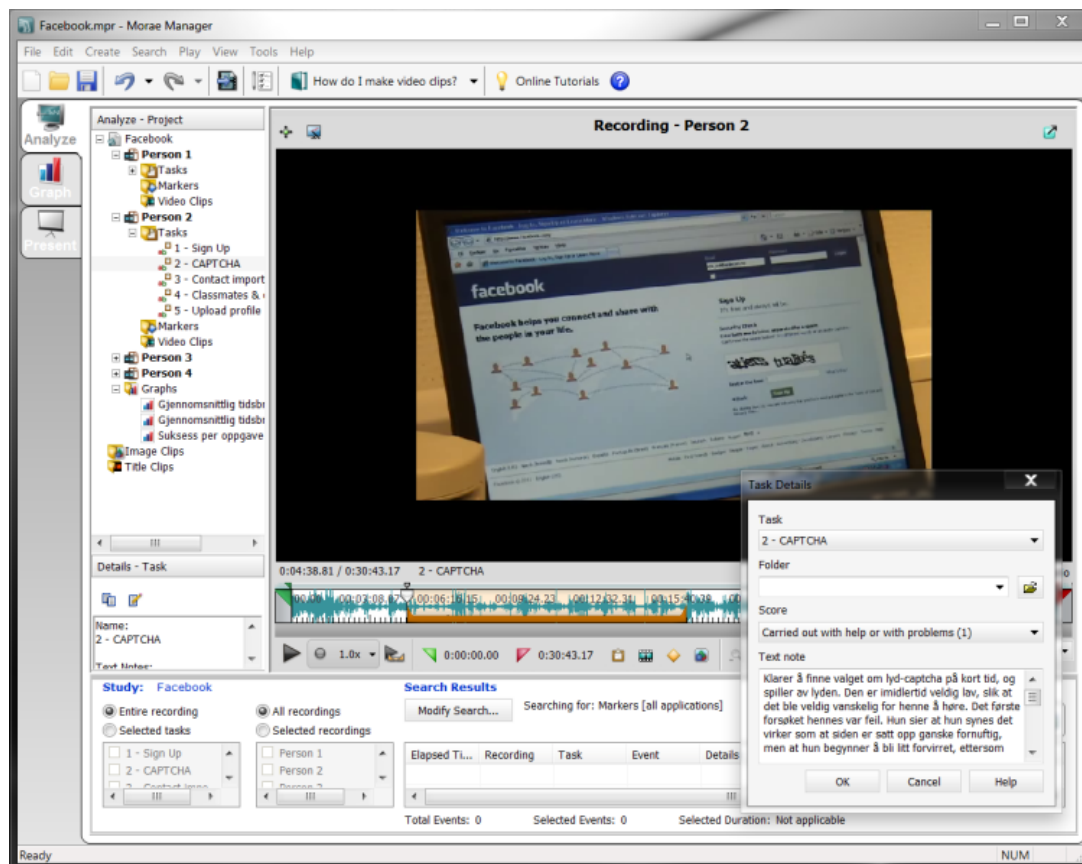 Facebook.mpr - Morae Manager
File Edit Create Search Play View Tools Help
How do I make video clips? Online Tutorials
Analyze
Graph
Present
Analyze - Project
Facebook
Person 1
Tasks
Markers
Video Clips
Person 2
Tasks
1 - Sign Up
2 - CAPTCHA
3 - Contact import
4 - Classmates &
5 - Upload profile
Markers
Video Clips
Person 3
Person 4
Graphs
Gjennomsnittlig tidsbr
Gjennomsnittlig tidsbr
Suksess per oppgave
Image Clips
Title Clips
Details - Task
Name:
2 - CAPTCHA
Text Notes:
Recording - Person 2
facebook
Facebook helps you connect and share with
the people in your life.
Sign Up
0:04:38.81 / 0:30:43.17 2 - CAPTCHA
1.0x 0:00:00.00 0:30:43.17
Task Details
Task
2 - CAPTCHA
Folder
Score
Carried out with help or with problems (1)
Text note
Klarer å finne valget om lyd-captcha på kort tid, og
spiller av lyden. Den er imidlertid veldig lav, slik at
det ble veldig vanskelig for henne å høre. Det første
forsøket hennes var feil. Hun sier at hun synes det
virker som at siden er satt opp ganske fornuftig,
men at hun begynner å bli litt forvirret, ettersom
OK Cancel Help
Study: Facebook
Entire recording
Selected tasks
1 - Sign Up
2 - CAPTCHA
All recordings
Selected recordings
Person 1
Person 2
Search Results
Modify Search... Searching for: Markers [all applications]
Elapsed Ti... Recording Task Event Details
Total Events: 0 Selected Events: 0 Selected Duration: Not applicable
Ready NUM